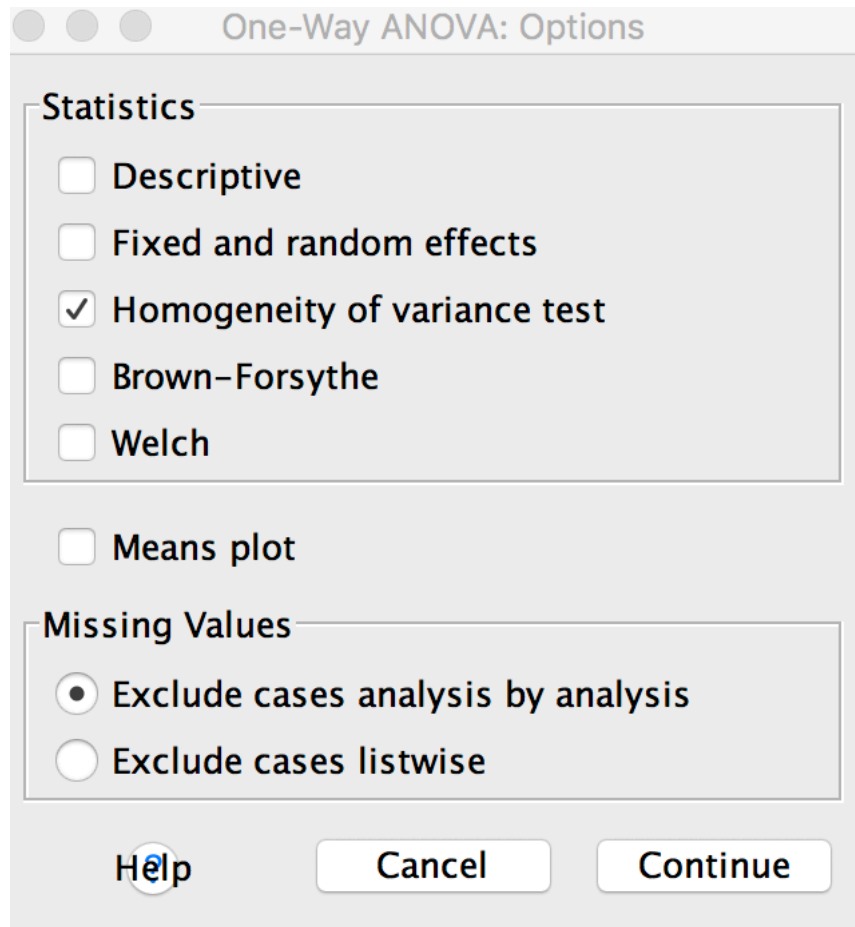 One-Way ANOVA: Options
Statistics
Descriptive
Fixed and random effects
Homogeneity of variance test
Brown-Forsythe
Welch
Means plot
Missing Values
Exclude cases analysis by analysis
Exclude cases listwise
Help ? Cancel Continue